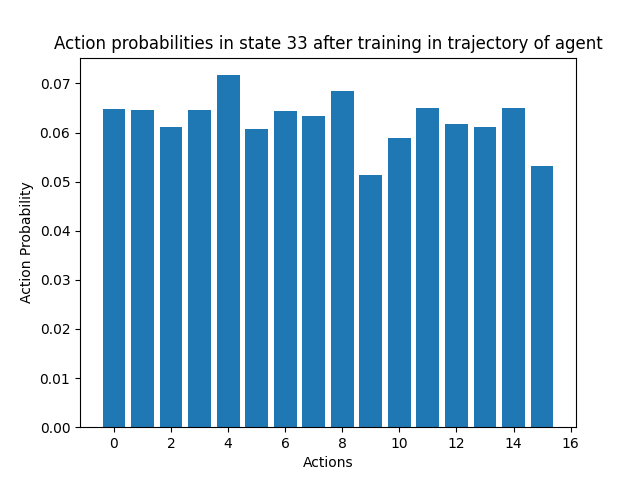 Action probabilities in state 33 after training in trajectory of agent
0.07
0.06
0.05
0.04
0.03
0.02
0.01
0.00
Action Probability
0 2 4 6 8 10 12 14 16
Actions